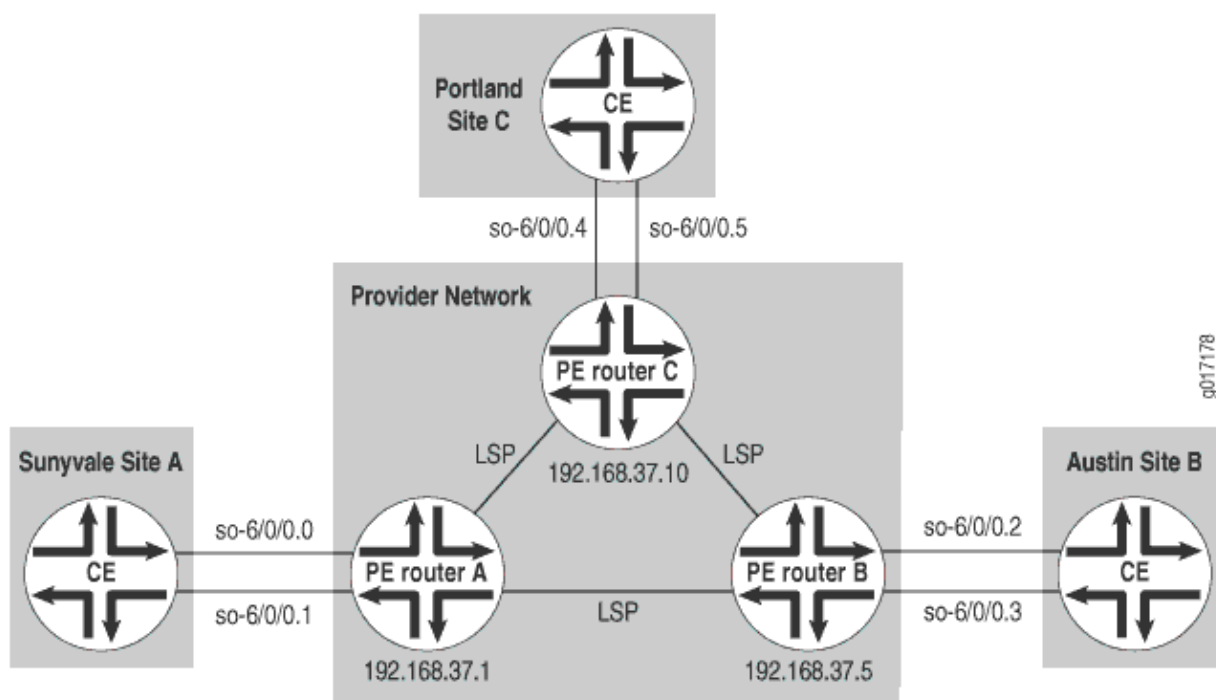 Portland
Site C
CE
so-6/0/0.4
so-6/0/0.5
Provider Network
PE router C
g017178
LSP
LSP
192.168.37.10
Sunyvale Site A
Austin Site B
so-6/0/0.0
so-6/0/0.2
CE
PE router A
PE router B
CE
so-6/0/0.1
LSP
so-6/0/0.3
192.168.37.1
192.168.37.5